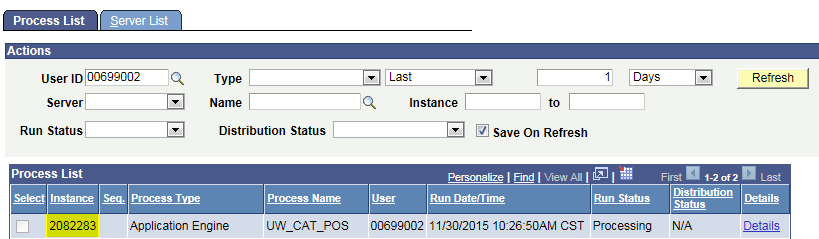 Process List Server List
Actions
User ID 00699002 Type Last 1 Days Refresh
Server Name Instance to
Run Status Distribution Status Save On Refresh
Process List Personalize | Find | View All | | First 1-2 of 2 Last
Select Instance Seq. Process Type Process Name User Run Date/Time Run Status Distribution Status Details
2082283 Application Engine UW_CAT_POS 00699002 11/30/2015 10:26:50AM CST Processing N/A Details